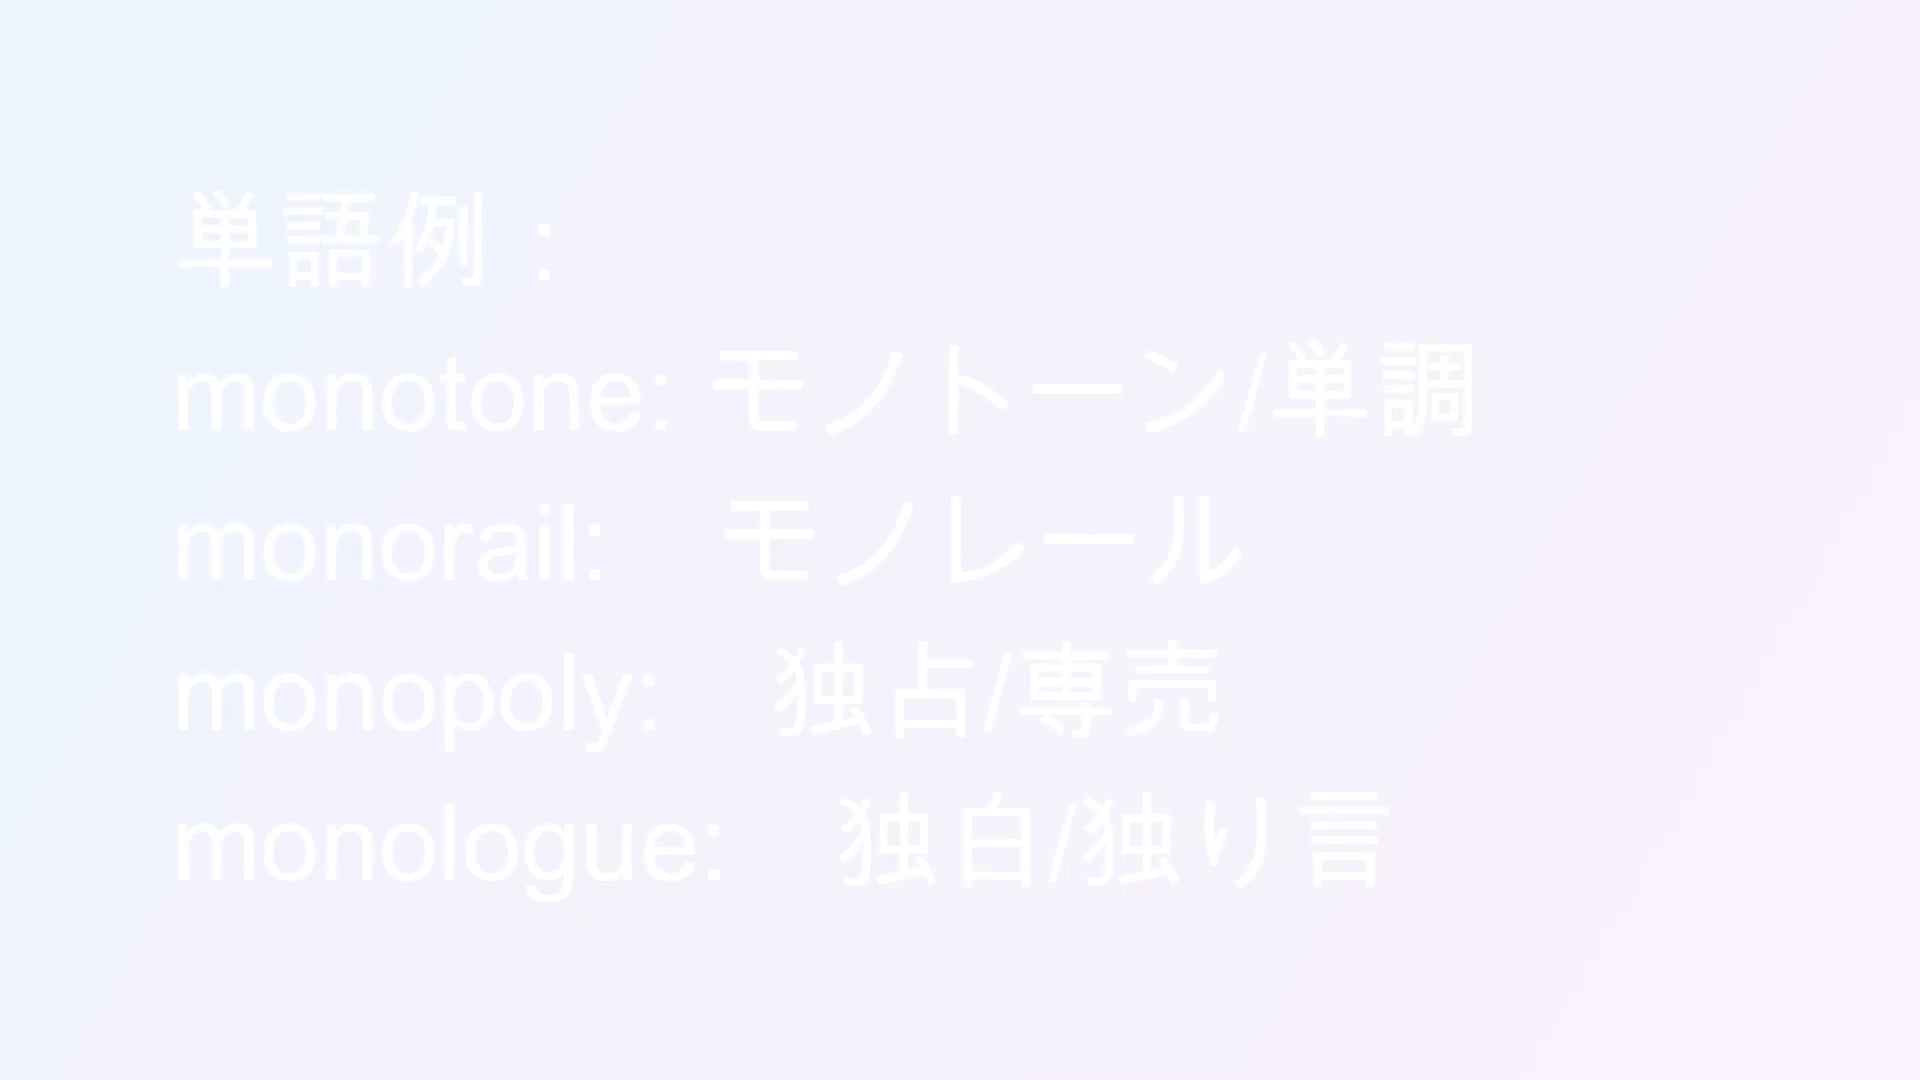 単語例：
monotone: モノトーン/単調
monorail:　モノレール
monopoly:　独占/専売
monologue:　独白/独り言